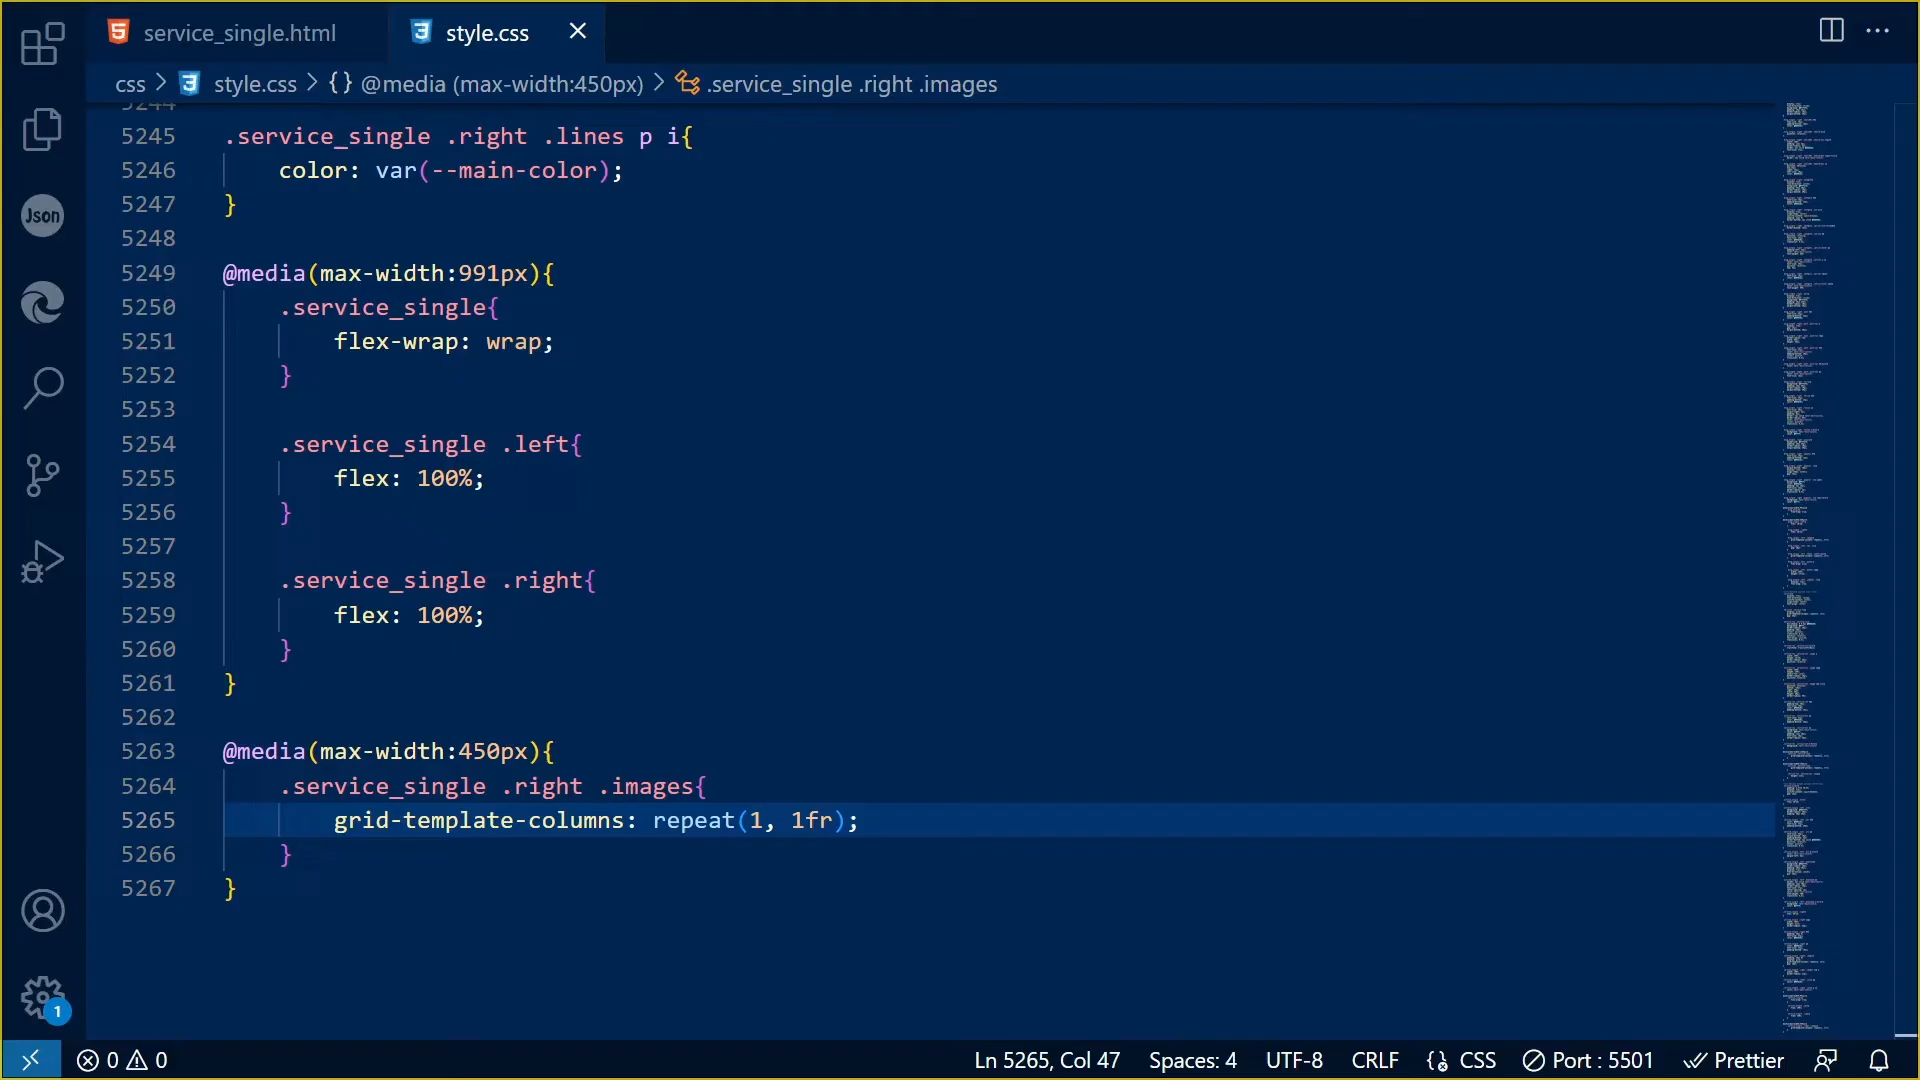 service_single.html
style.css
css > style.css > {} @media (max-width:450px) > .service_single .right .images
5244
5245 .service_single .right .lines p i{
5246 color: var(--main-color);
5247 }
5248
5249 @media(max-width:991px){
5250 .service_single{
5251 flex-wrap: wrap;
5252 }
5253
5254 .service_single .left{
5255 flex: 100%;
5256 }
5257
5258 .service_single .right{
5259 flex: 100%;
5260 }
5261 }
5262
5263 @media(max-width:450px){
5264 .service_single .right .images{
5265 grid-template-columns: repeat(1, 1fr);
5266 }
5267 }
Json
1
0 0
Ln 5265, Col 47 Spaces: 4 UTF-8 CRLF CSS Port : 5501 Prettier